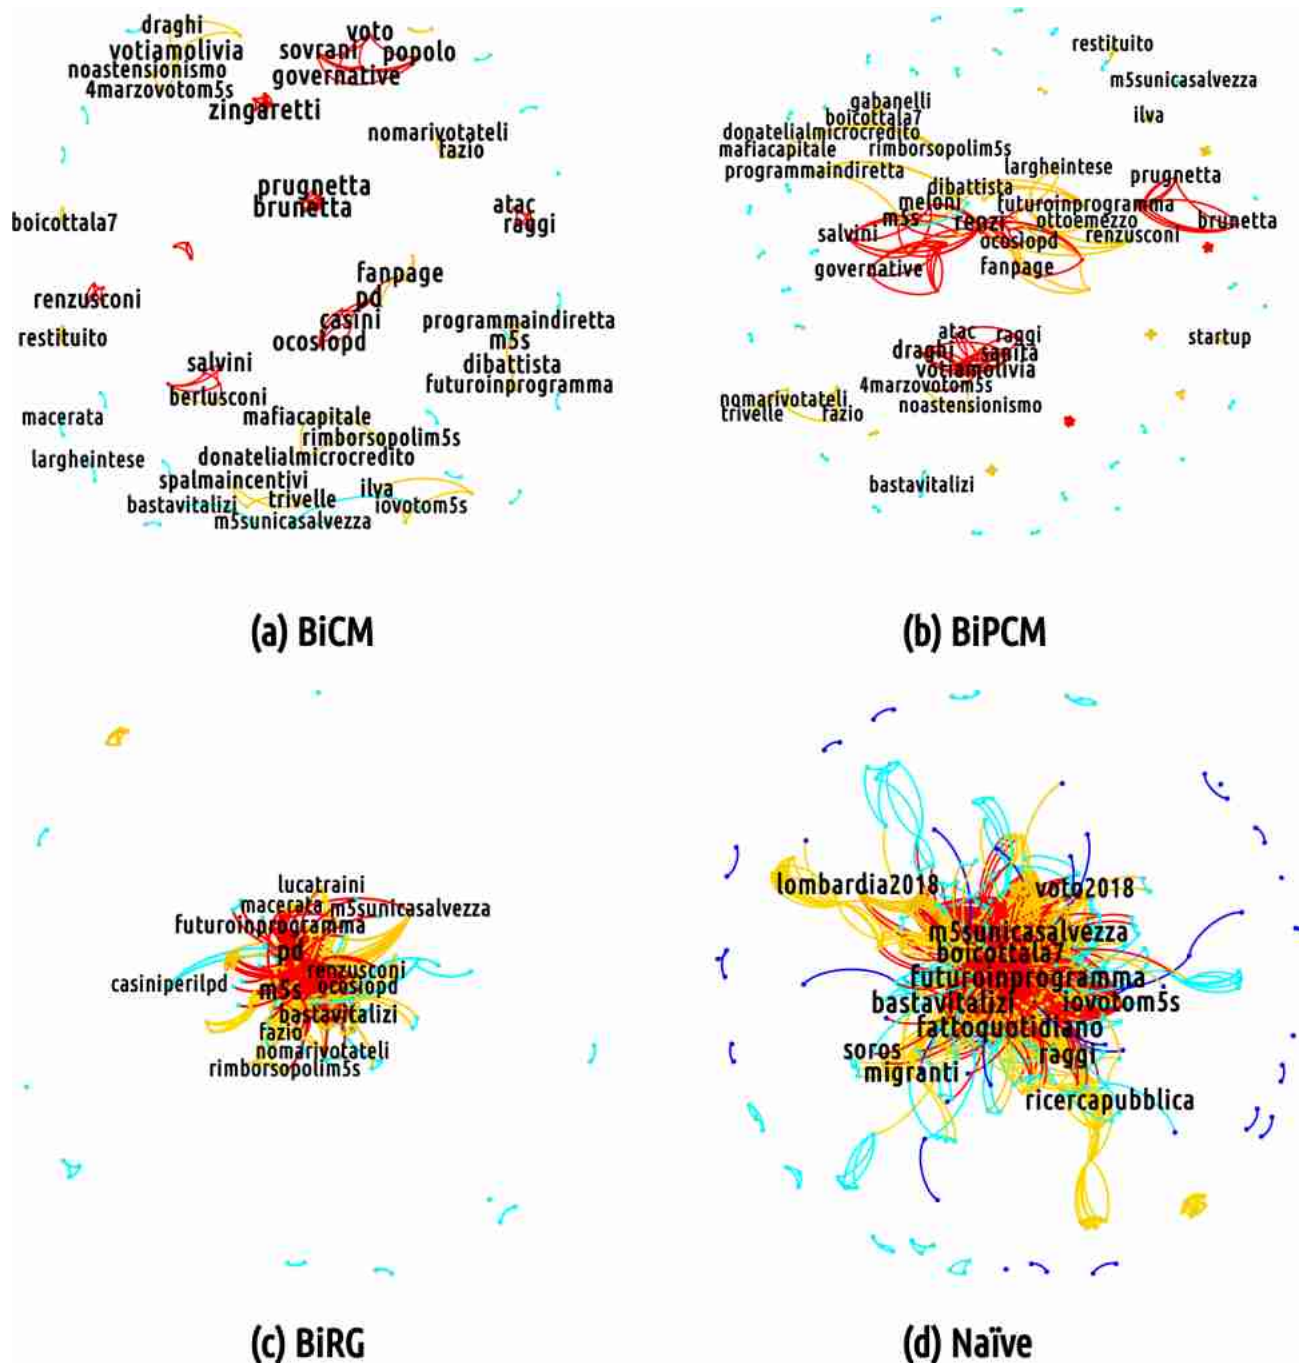 draghi
votiamolivia
noastensionismo
4marzovotom5s
voto
sovrani popolo
governative
zingaretti
nomarivotateli
fazio
prugnetta
brunetta
atac
raggi
boicottala7
fanpage
pd
casini
ocosiopd
renzusconi
restituito
programmaindiretta
m5s
dibattista
futuroinprogramma
salvini
berlusconi
macerata
mafiacapitale
rimborsopolim5s
largheintese
donatelialmicrocredito
spalmaincentivi
bastavitalizi trivelle ilva
iovotom5s
m5sunicasalvezza
(a) BiCM
restituito
m5sunicasalvezza
ilva
gabanelli
boicottala7
donatelialmicrocredito
mafiacapitale rimborsopolim5s
programmaindiretta
largheintese
prugnetta
dibattista
meloni futuroinprogramma
m5s renzi ottoemezzo brunetta
salvini ocosiopd renzusconi
governative fanpage
atac raggi
draghi sanità
votiamolivia
startup
4marzovotom5s
nomarivotateli
noastensionismo
trivelle fazio
bastavitalizi
(b) BiPCM
lucatraini
macerata m5sunicasalvezza
futuroinprogramma
pd
renzusconi
casiniperilpd m5s ocosiopd
bastavitalizi
fazio
nomarivotateli
rimborsopolim5s
(c) BiRG
lombardia2018 voto2018
m5sunicasalvezza
boicottala7
futuroinprogramma
bastavitalizi iovotom5s
fattoquotidiano
soros raggi
migranti
ricercapubblica
(d) Naïve